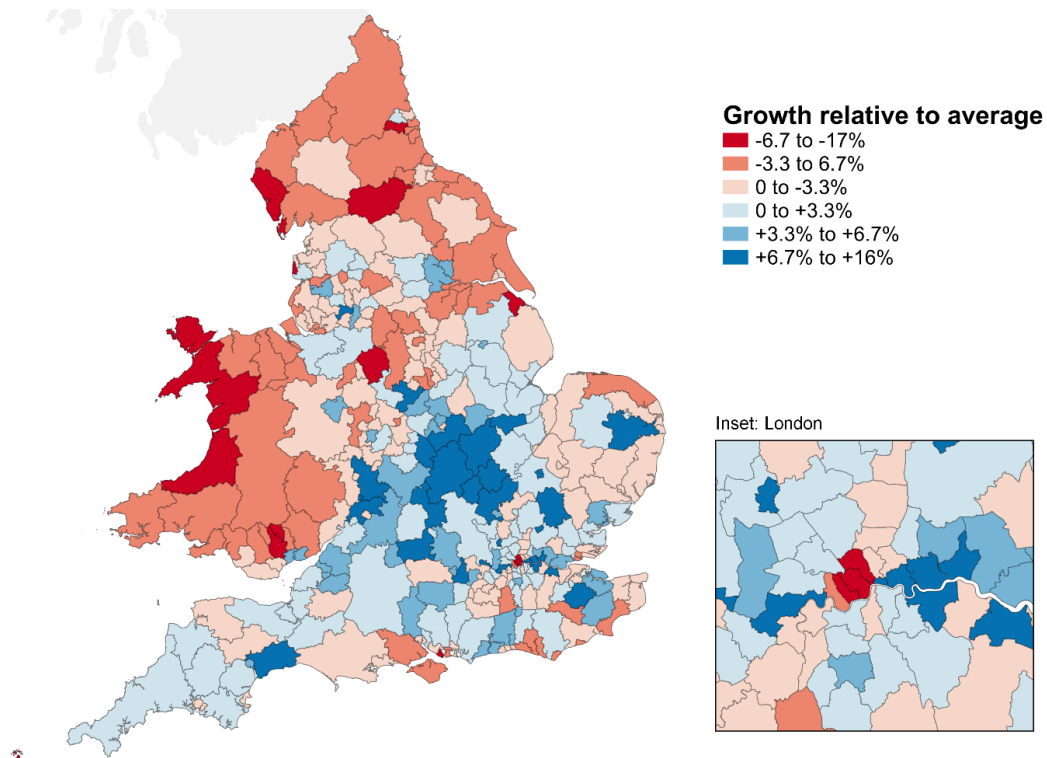 Growth relative to average
-6.7 to -17%
-3.3 to 6.7%
0 to -3.3%
0 to +3.3%
+3.3% to +6.7%
+6.7% to +16%
Inset: London